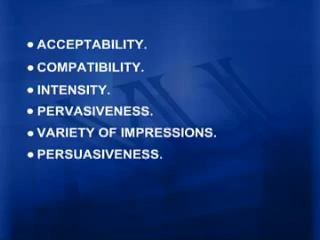 • ACCEPTABILITY.
• COMPATIBILITY.
• INTENSITY.
• PERVASIVENESS.
• VARIETY OF IMPRESSIONS.
• PERSUASIVENESS.